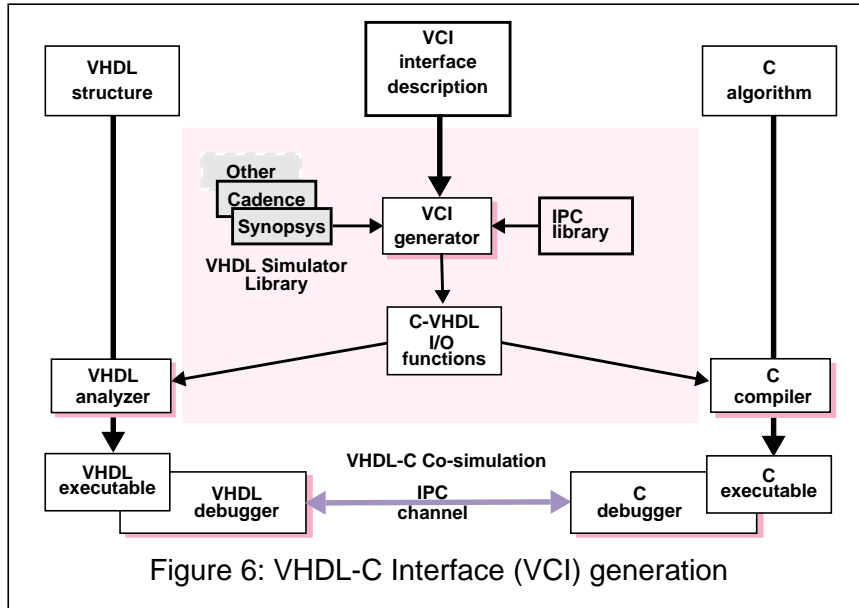 VHDL
structure
VCI
interface
description
C
algorithm
Other
Cadence
Synopsys
VHDL Simulator
Library
VCI
generator
IPC
library
C-VHDL
I/O
functions
VHDL
analyzer
C
compiler
VHDL
executable
VHDL
debugger
VHDL-C Co-simulation
IPC
channel
C
debugger
C
executable
Figure 6: VHDL-C Interface (VCI) generation